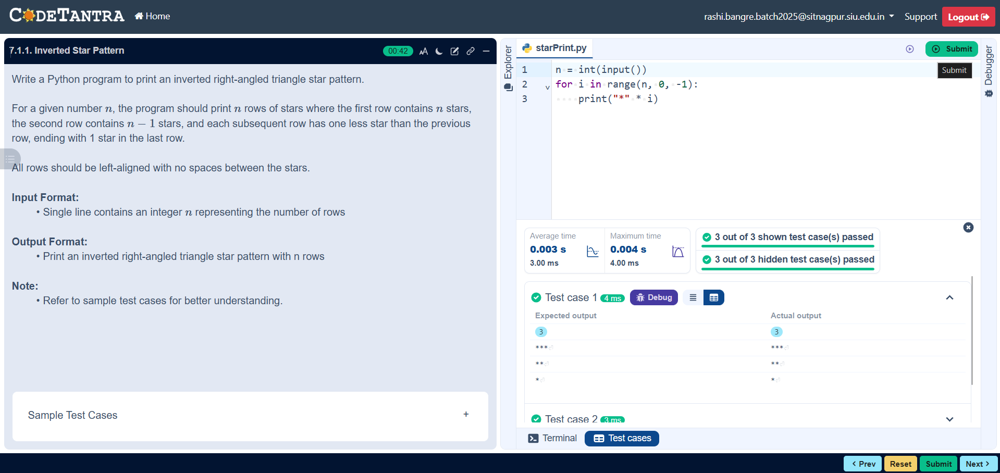 CODETANTRA
Home
rashi.bangre.batch2025@sitnagpur.siu.edu.in
Support
Logout
7.1.1. Inverted Star Pattern
00:42
Write a Python program to print an inverted right-angled triangle star pattern.
For a given number n, the program should print n rows of stars where the first row contains n stars,
the second row contains n − 1 stars, and each subsequent row has one less star than the previous
row, ending with 1 star in the last row.
All rows should be left-aligned with no spaces between the stars.
Input Format:
• Single line contains an integer n representing the number of rows
Output Format:
• Print an inverted right-angled triangle star pattern with n rows
Note:
• Refer to sample test cases for better understanding.
Sample Test Cases
+
Explorer
starPrint.py
Submit
Submit
Debugger
1 n = int(input())
2 for i in range(n, 0, -1):
3     print("*" * i)
Average time
0.003 s
3.00 ms
Maximum time
0.004 s
4.00 ms
3 out of 3 shown test case(s) passed
3 out of 3 hidden test case(s) passed
Test case 1 4 ms Debug
Expected output Actual output
3 3
*** ***
** **
* *
Test case 2 3 ms
Terminal Test cases
Prev Reset Submit Next